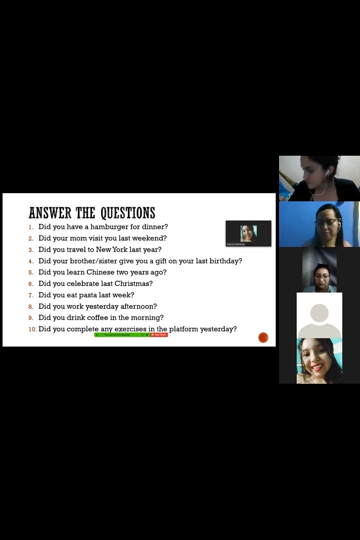 ANSWER THE QUESTIONS
1. Did you have a hamburger for dinner?
2. Did your mom visit you last weekend?
3. Did you travel to New York last year?
4. Did your brother/sister give you a gift on your last birthday?
5. Did you learn Chinese two years ago?
6. Did you celebrate last Christmas?
7. Did you eat pasta last week?
8. Did you work yesterday afternoon?
9. Did you drink coffee in the morning?
10. Did you complete any exercises in the platform yesterday?